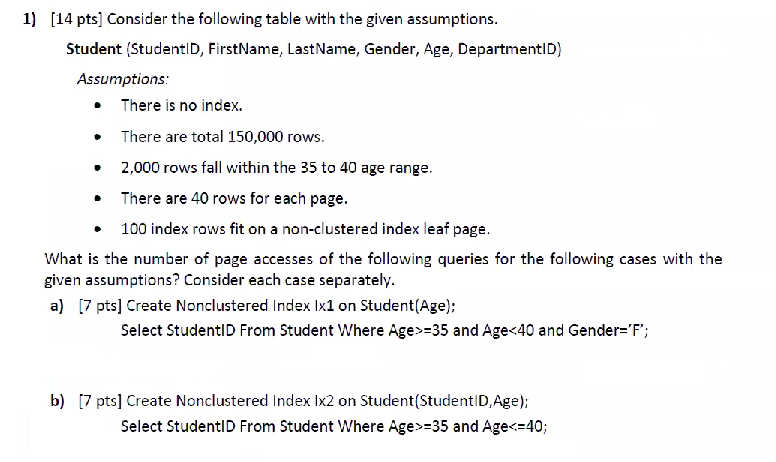 1) [14 pts] Consider the following table with the given assumptions.
Student (StudentID, FirstName, LastName, Gender, Age, DepartmentID)
Assumptions:
• There is no index.
• There are total 150,000 rows.
• 2,000 rows fall within the 35 to 40 age range.
• There are 40 rows for each page.
• 100 index rows fit on a non-clustered index leaf page.
What is the number of page accesses of the following queries for the following cases with the
given assumptions? Consider each case separately.
a) [7 pts] Create Nonclustered Index Ix1 on Student(Age);
Select StudentID From Student Where Age>=35 and Age<40 and Gender='F';
b) [7 pts] Create Nonclustered Index Ix2 on Student(StudentID,Age);
Select StudentID From Student Where Age>=35 and Age<=40;